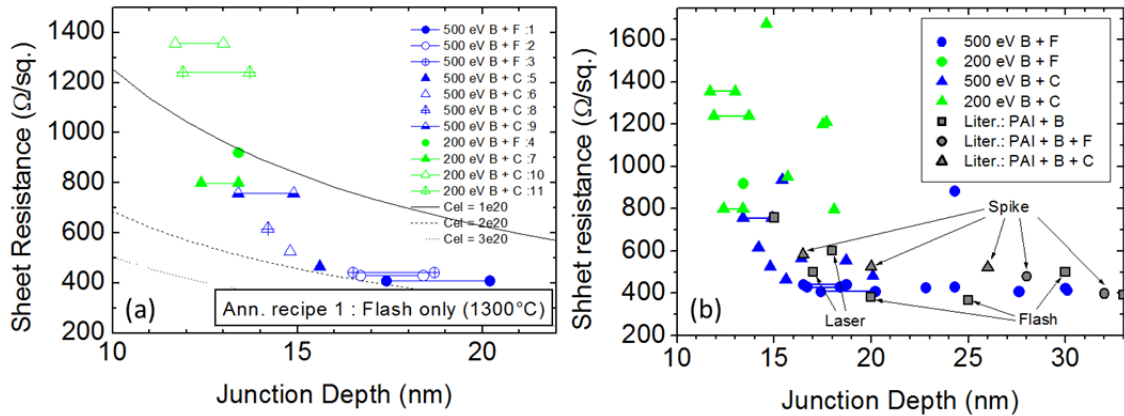 Sheet Resistance (Ω/sq.)
1600
1400
1200
1000
800
600
400
200
10
15
20
Junction Depth (nm)
500 eV B + F :1
500 eV B + F :2
500 eV B + F :3
500 eV B + C :5
500 eV B + C :6
500 eV B + C :8
500 eV B + C :9
200 eV B + F :4
200 eV B + C :7
200 eV B + C :10
200 eV B + C :11
Cel = 1e20
Cel = 2e20
Cel = 3e20
(a)
Ann. recipe 1 : Flash only (1300°C)
Shhet resistance (Ω/sq.)
1600
1400
1200
1000
800
600
400
200
10
15
20
25
30
Junction Depth (nm)
500 eV B + F
200 eV B + F
500 eV B + C
200 eV B + C
Liter.: PAI + B
Liter.: PAI + B + F
Liter.: PAI + B + C
Spike
Laser
Flash
(b)